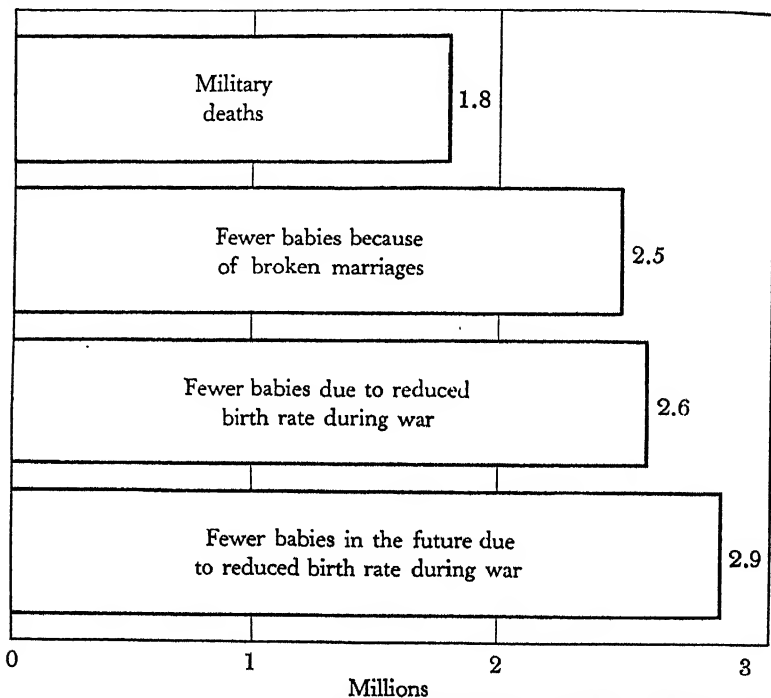 Military
deaths
1.8
Fewer babies because
of broken marriages
2.5
Fewer babies due to reduced
birth rate during war
2.6
Fewer babies in the future due
to reduced birth rate during war
2.9
0 1 2 3
Millions